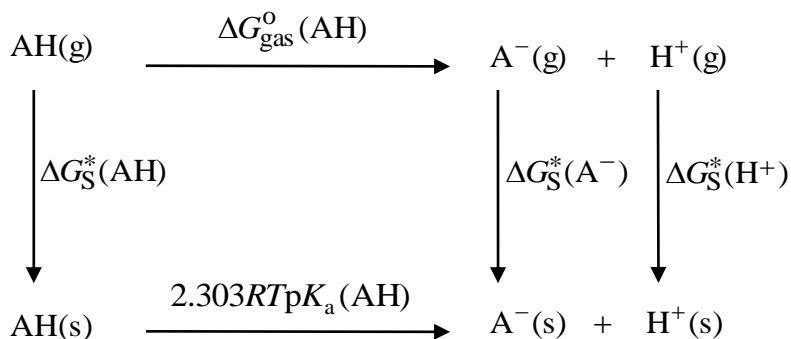 ΔG°gas(AH)
AH(g) A⁻(g) + H⁺(g)
ΔG*S(AH) ΔG*S(A⁻) ΔG*S(H⁺)
2.303RTpKa(AH)
AH(s) A⁻(s) + H⁺(s)